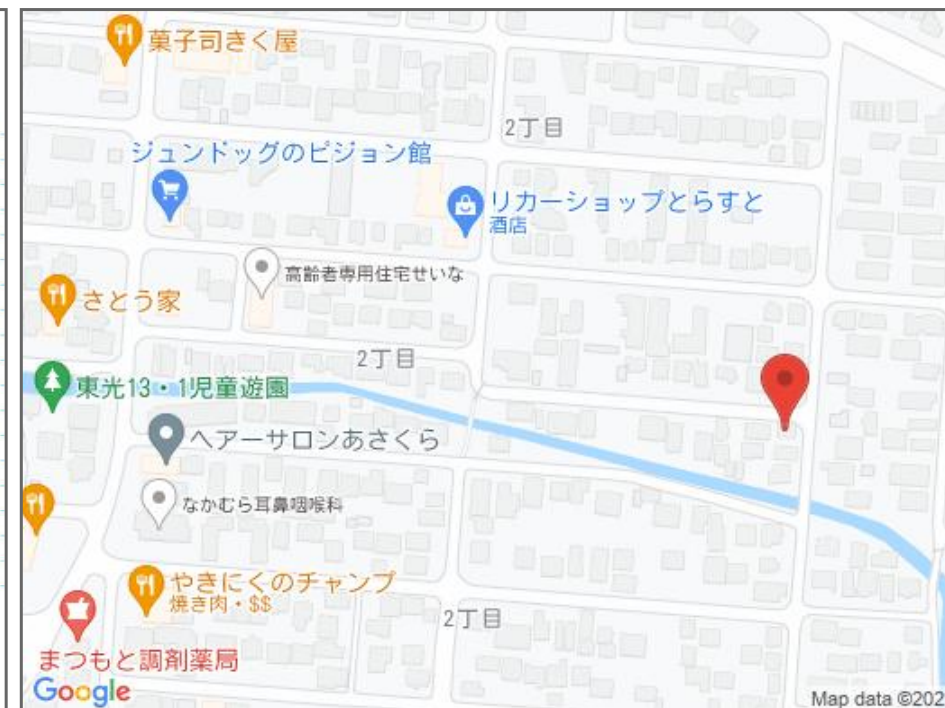 菓子司きく屋
2丁目
ジュンドッグのピジョン館
リカーショップとらすと
酒店
高齢者専用住宅せいな
さとう家
2丁目
東光13・1児童遊園
ヘアーサロンあさくら
なかむら耳鼻咽喉科
やきにくのチャンプ
焼き肉・$$
2丁目
まつもと調剤薬局
Google
Map data ©202